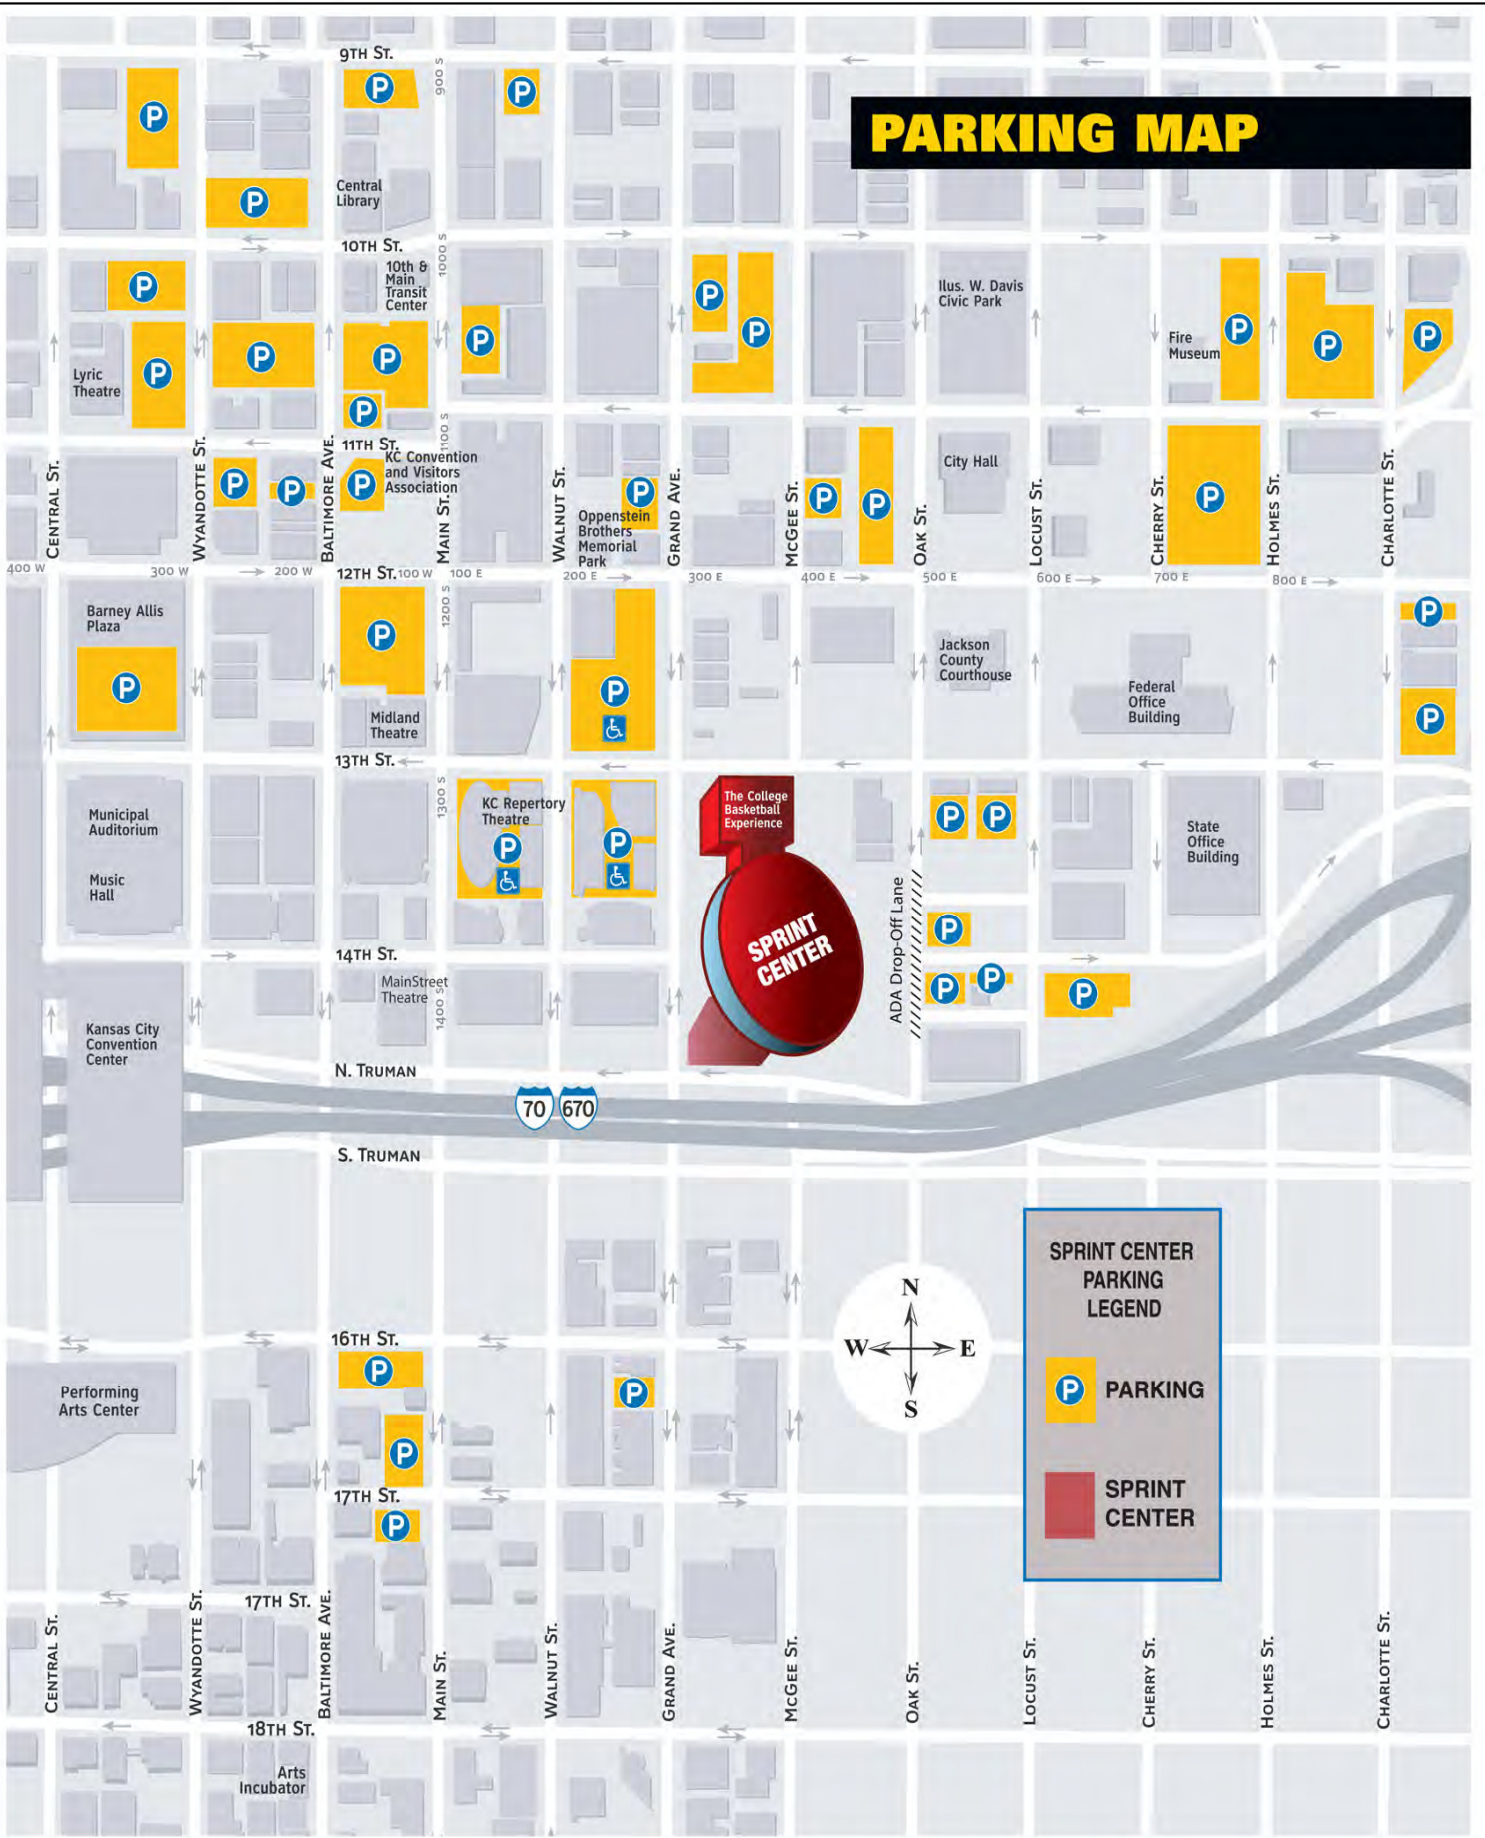 9TH ST.
900 S
PARKING MAP
P
P
P
P
Central
Library
10TH ST.
1000 S
10th &
Main
Transit
Center
Ilus. W. Davis
Civic Park
P
P
P
P
P
P
P
P
P
P
P
Fire
Museum
Lyric
Theatre
P
11TH ST.
1100 S
KC Convention
and Visitors
Association
City Hall
P
P
P
P
P
P
P
Oppenstein
Brothers
Memorial
Park
CENTRAL ST.
WYANDOTTE ST.
BALTIMORE AVE.
MAIN ST.
WALNUT ST.
GRAND AVE.
MCGEE ST.
OAK ST.
LOCUST ST.
CHERRY ST.
HOLMES ST.
CHARLOTTE ST.
400 W
300 W
200 W
12TH ST.
100 W
100 E
200 E
300 E
400 E
500 E
600 E
700 E
800 E
1200 S
Barney Allis
Plaza
P
P
P
P
P
Jackson
County
Courthouse
Federal
Office
Building
Midland
Theatre
13TH ST.
1300 S
Municipal
Auditorium
Music
Hall
KC Repertory
Theatre
P
P
The College
Basketball
Experience
P
P
State
Office
Building
SPRINT
CENTER
ADA Drop-Off Lane
P
14TH ST.
MainStreet
Theatre
1400 S
P
P
P
Kansas City
Convention
Center
N. TRUMAN
70
670
S. TRUMAN
SPRINT CENTER
PARKING
LEGEND
P PARKING
SPRINT
CENTER
N
W
E
S
16TH ST.
P
P
P
Performing
Arts Center
17TH ST.
P
17TH ST.
CENTRAL ST.
WYANDOTTE ST.
BALTIMORE AVE.
MAIN ST.
WALNUT ST.
GRAND AVE.
MCGEE ST.
OAK ST.
LOCUST ST.
CHERRY ST.
HOLMES ST.
CHARLOTTE ST.
18TH ST.
Arts
Incubator